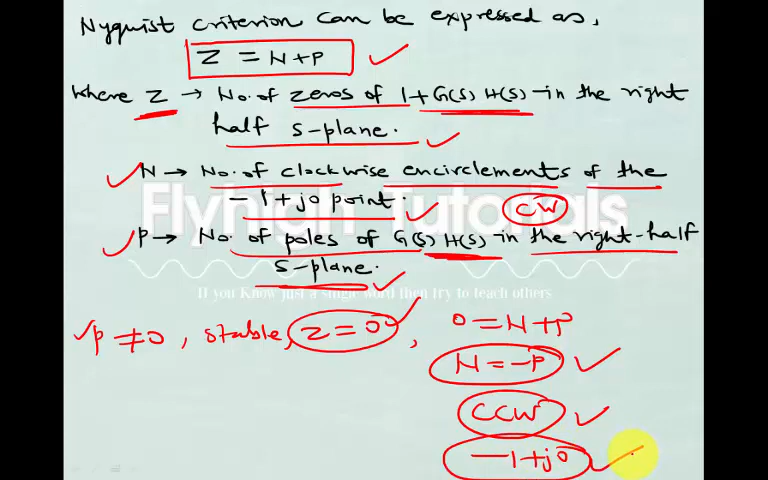 Nyquist criterion can be expressed as,
Z = N+P
Where Z → No. of zeros of 1+G(s) H(s) in the right
half s-plane.
N → No. of clockwise encirclements of the
-1+j0 point.
CW
Flyhigh Tutorials
P → No. of poles of G(s) H(s) in the right-half
s-plane.
If you Know just a single word then try to teach others
P ≠ 0, stable, Z = 0, 0 = N+P
N = -P
CCW
-1+j0